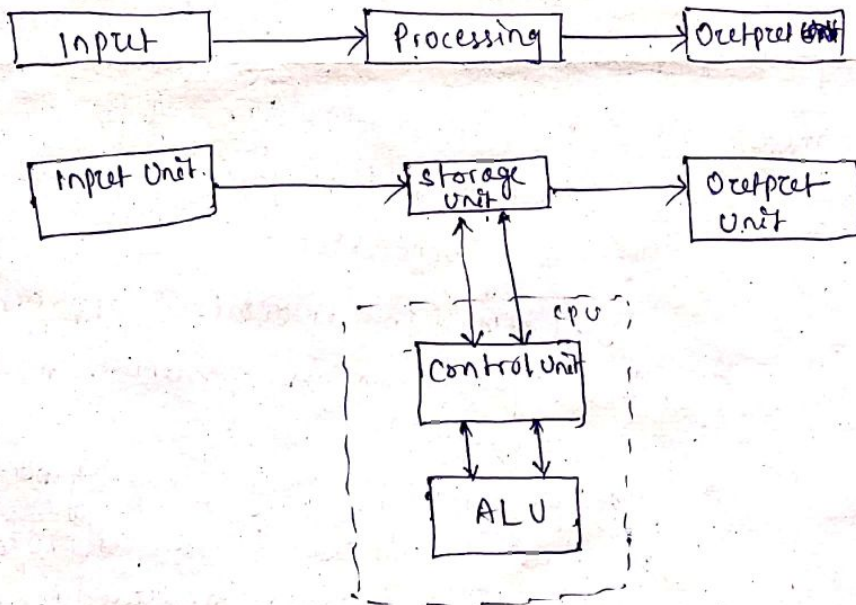 Input
Processing
Output
Input Unit.
Storage
Unit
Output
Unit
CPU
Control Unit
ALU